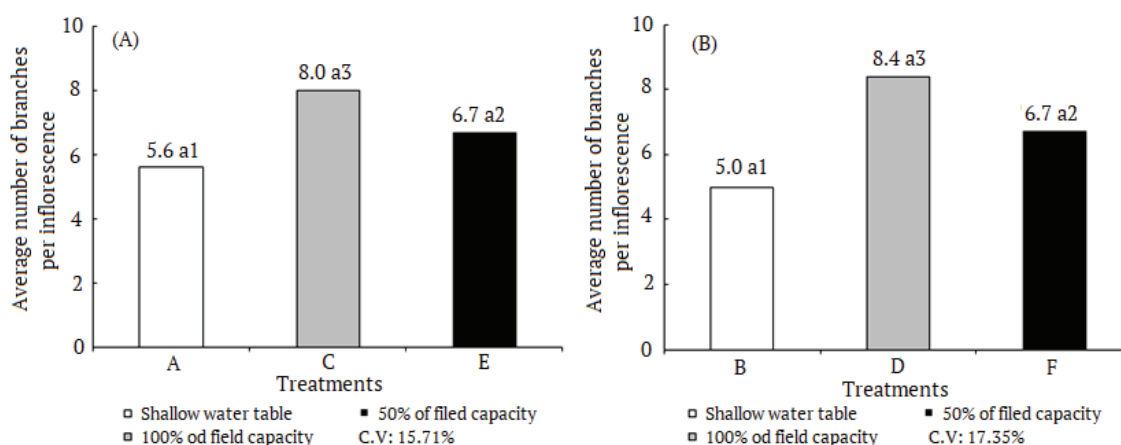 (A)
Average number of branches
per inflorescence
10
8
6
4
2
0
5.6 a1
8.0 a3
6.7 a2
A C E
Treatments
Shallow water table 50% of filed capacity
100% od field capacity C.V: 15.71%
(B)
Average number of branches
per inflorescence
10
8
6
4
2
0
5.0 a1
8.4 a3
6.7 a2
B D F
Treatments
Shallow water table 50% of filed capacity
100% od field capacity C.V: 17.35%